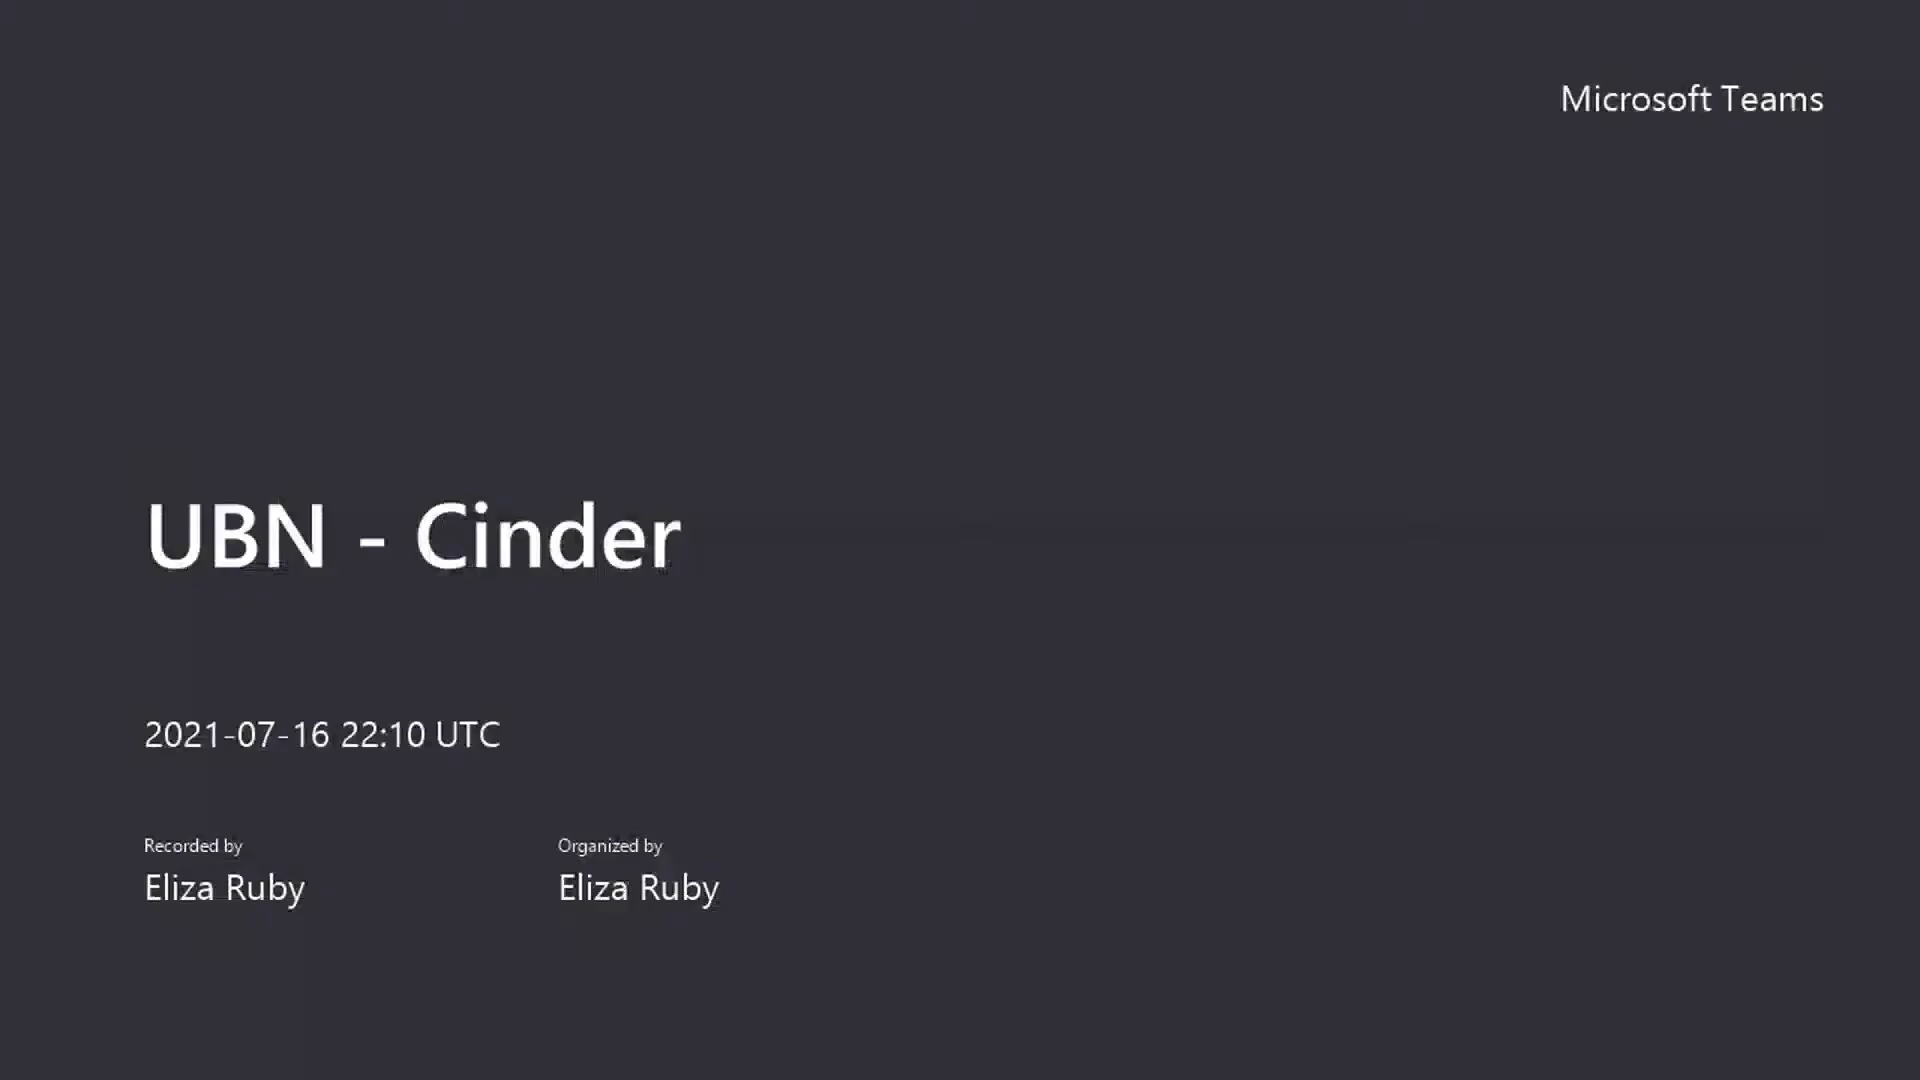 Microsoft Teams
UBN - Cinder
2021-07-16 22:10 UTC
Recorded by
Eliza Ruby
Organized by
Eliza Ruby